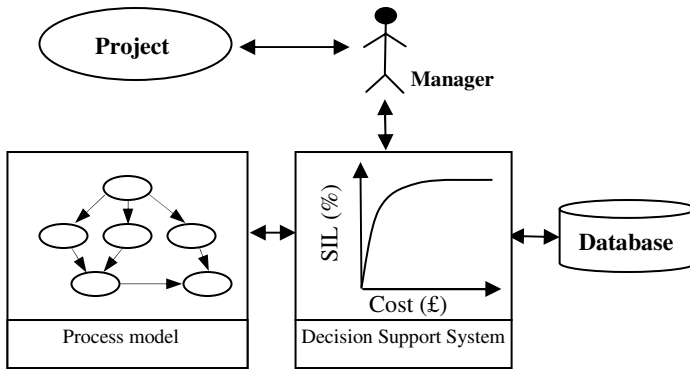 Project
Manager
SIL (%)
Cost (£)
Database
Process model
Decision Support System